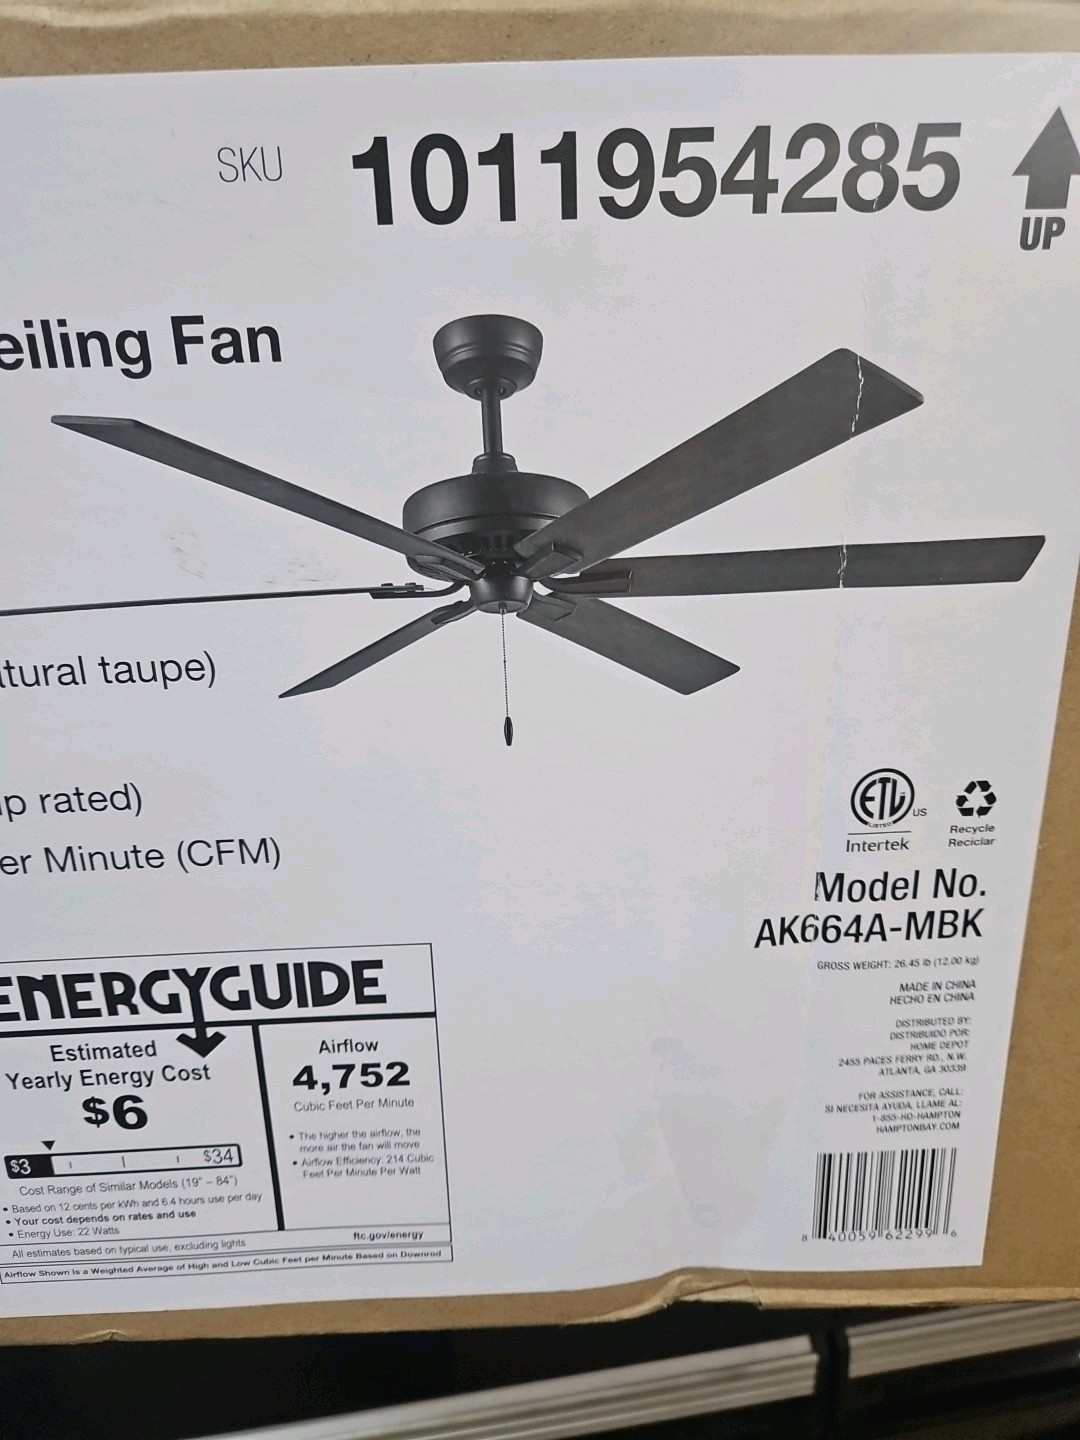 SKU 1011954285
UP
eiling Fan
tural taupe)
p rated)
er Minute (CFM)
ETL
LISTED
US
Intertek
Recycle
Reciclar
Model No.
AK664A-MBK
GROSS WEIGHT: 26.45 lb (12.00 kg)
MADE IN CHINA
HECHO EN CHINA
DISTRIBUTED BY:
DISTRIBUIDO POR:
HOME DEPOT
2455 PACES FERRY RD., N.W.
ATLANTA, GA 30339
FOR ASSISTANCE, CALL:
SI NECESITA AYUDA, LLAME AL:
1-855-HD-HAMPTON
HAMPTONBAY.COM
8 40059 62299 6
ENERGYGUIDE
Estimated
Yearly Energy Cost
$6
$3 $34
Cost Range of Similar Models (19" – 84")
• Based on 12 cents per kWh and 6.4 hours use per day
• Your cost depends on rates and use
• Energy Use: 22 Watts
Airflow
4,752
Cubic Feet Per Minute
• The higher the airflow, the
more air the fan will move
• Airflow Efficiency: 214 Cubic
Feet Per Minute Per Watt
All estimates based on typical use, excluding lights
ftc.gov/energy
Airflow Shown Is a Weighted Average of High and Low Cubic Feet per Minute Based on Downrod